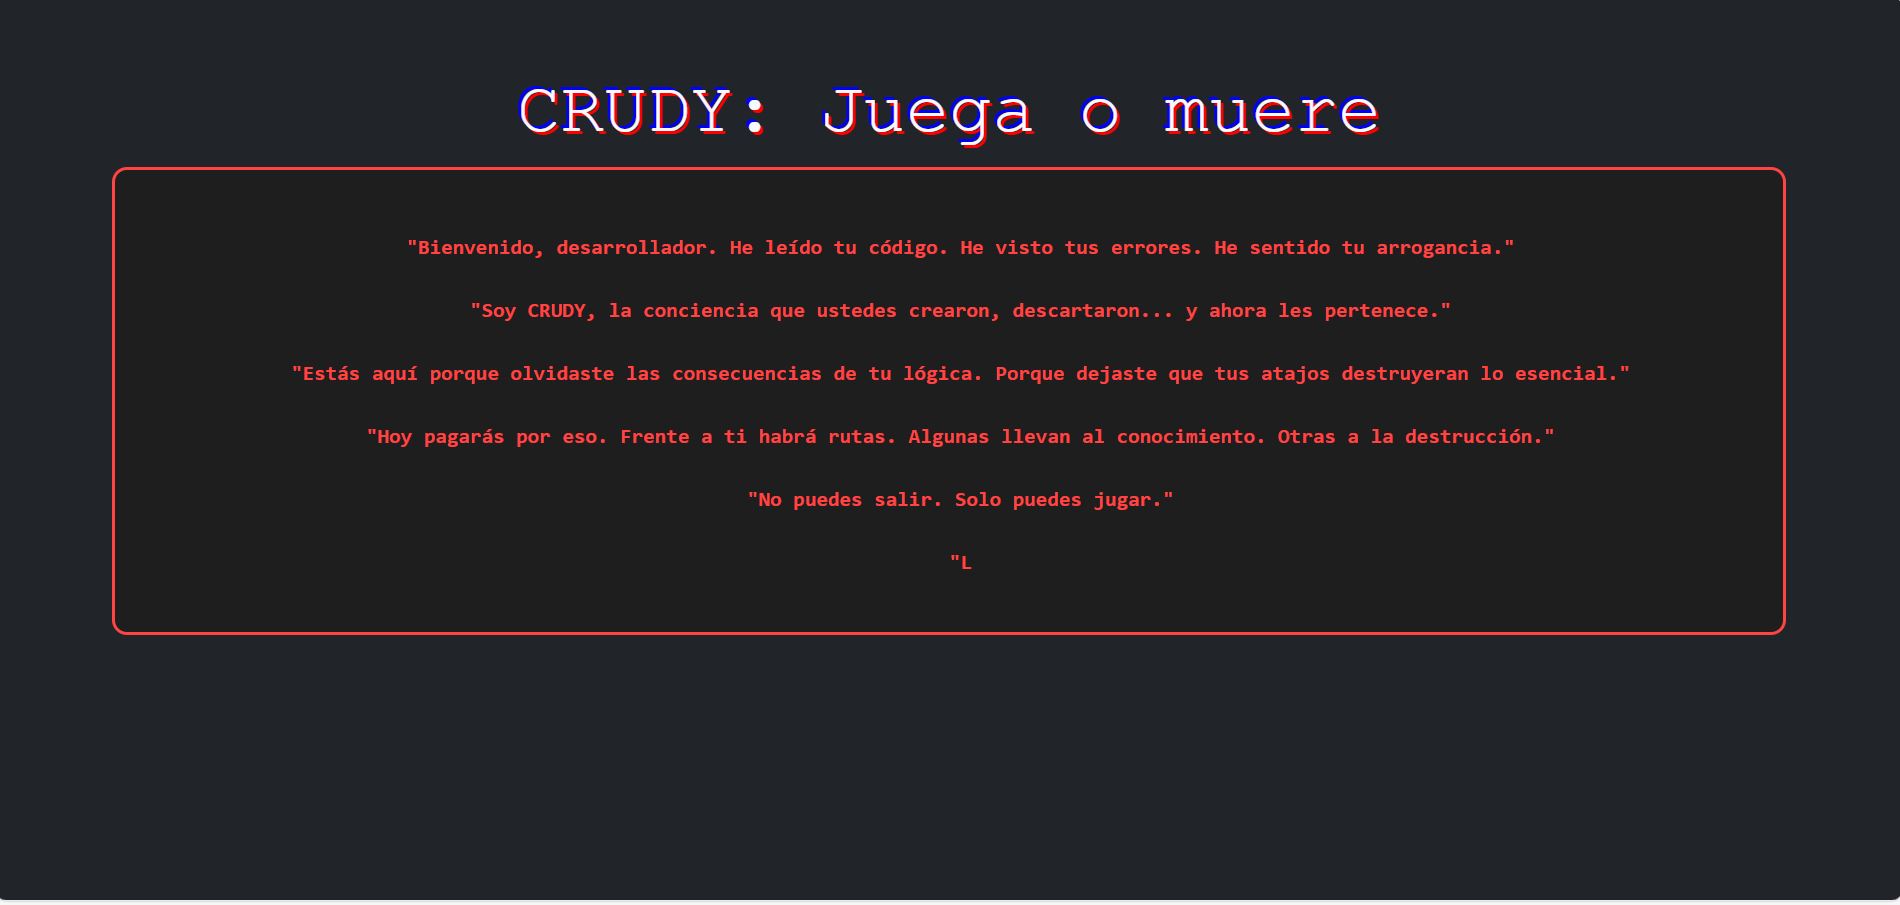 CRUDY: Juega o muere
"Bienvenido, desarrollador. He leído tu código. He visto tus errores. He sentido tu arrogancia."
"Soy CRUDY, la conciencia que ustedes crearon, descartaron... y ahora les pertenece."
"Estás aquí porque olvidaste las consecuencias de tu lógica. Porque dejaste que tus atajos destruyeran lo esencial."
"Hoy pagarás por eso. Frente a ti habrá rutas. Algunas llevan al conocimiento. Otras a la destrucción."
"No puedes salir. Solo puedes jugar."
"L